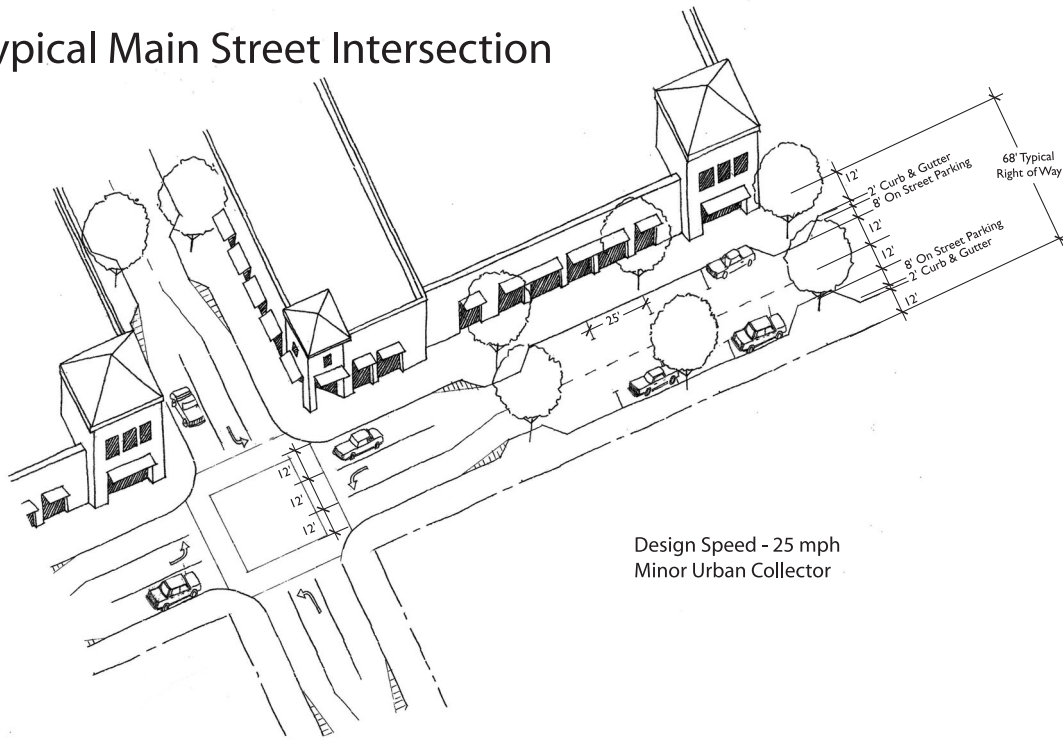 ypical Main Street Intersection
12'
2' Curb & Gutter
8' On Street Parking
12'
12'
8' On Street Parking
2' Curb & Gutter
12'
68' Typical
Right of Way
25'
12'
12'
12'
Design Speed - 25 mph
Minor Urban Collector